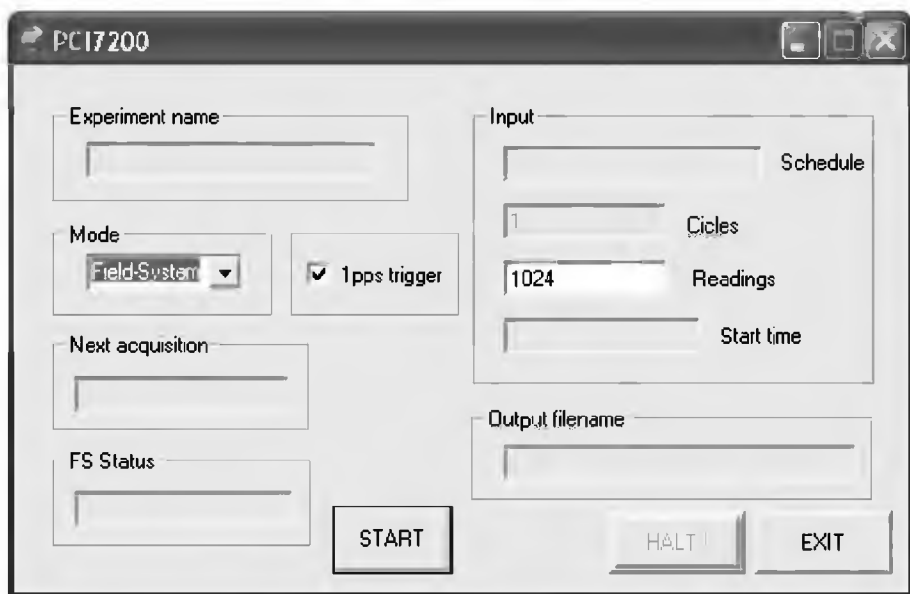 PCI7200
Experiment name
Mode
Field-System
1pps trigger
Next acquisition
FS Status
START
Input
Schedule
1
Cicles
1024
Readings
Start time
Output filename
HALT !
EXIT